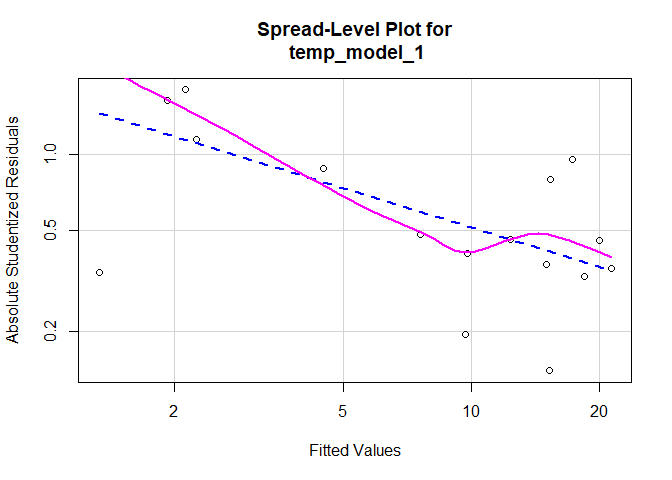 Spread-Level Plot for
temp_model_1
Absolute Studentized Residuals
1.0
0.5
0.2
2 5 10 20
Fitted Values